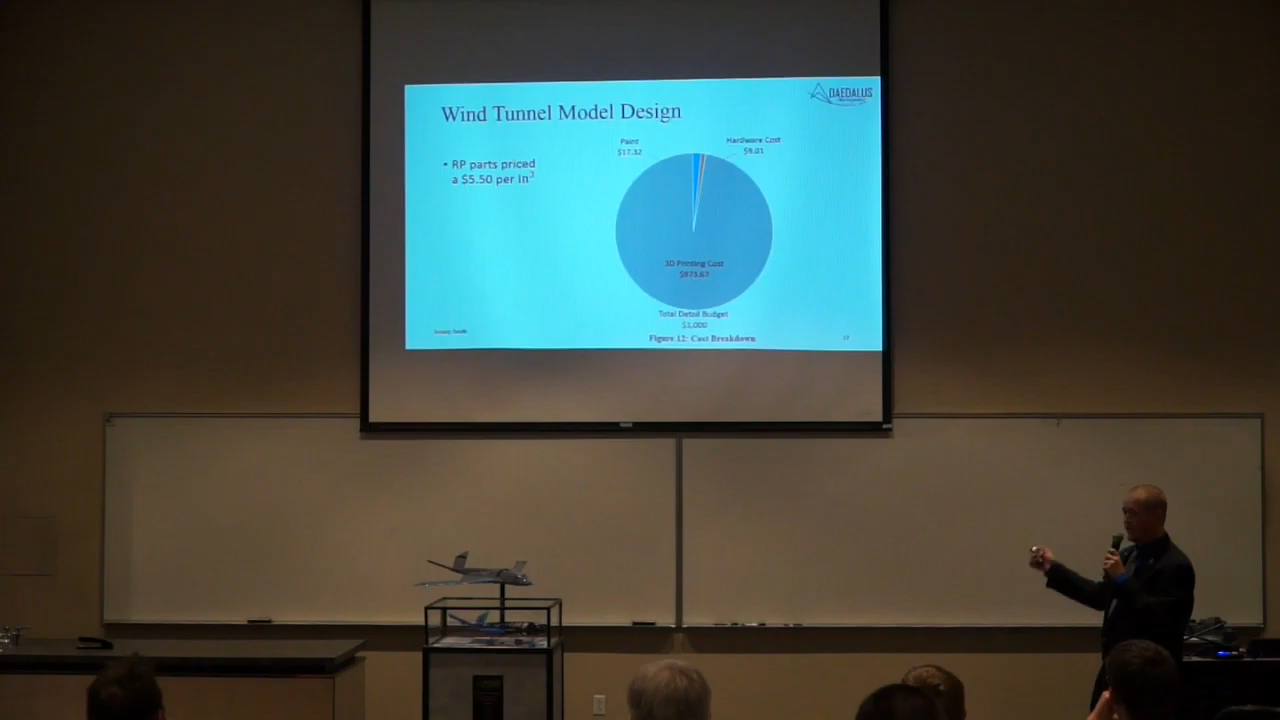 DAEDALUS
Wind Tunnel Model Design
Paint
$17.32
Hardware Cost
$9.01
• RP parts priced
a $5.50 per in³
3D Printing Cost
$973.67
Total Detail Budget
$1,000
Figure 12: Cost Breakdown
17